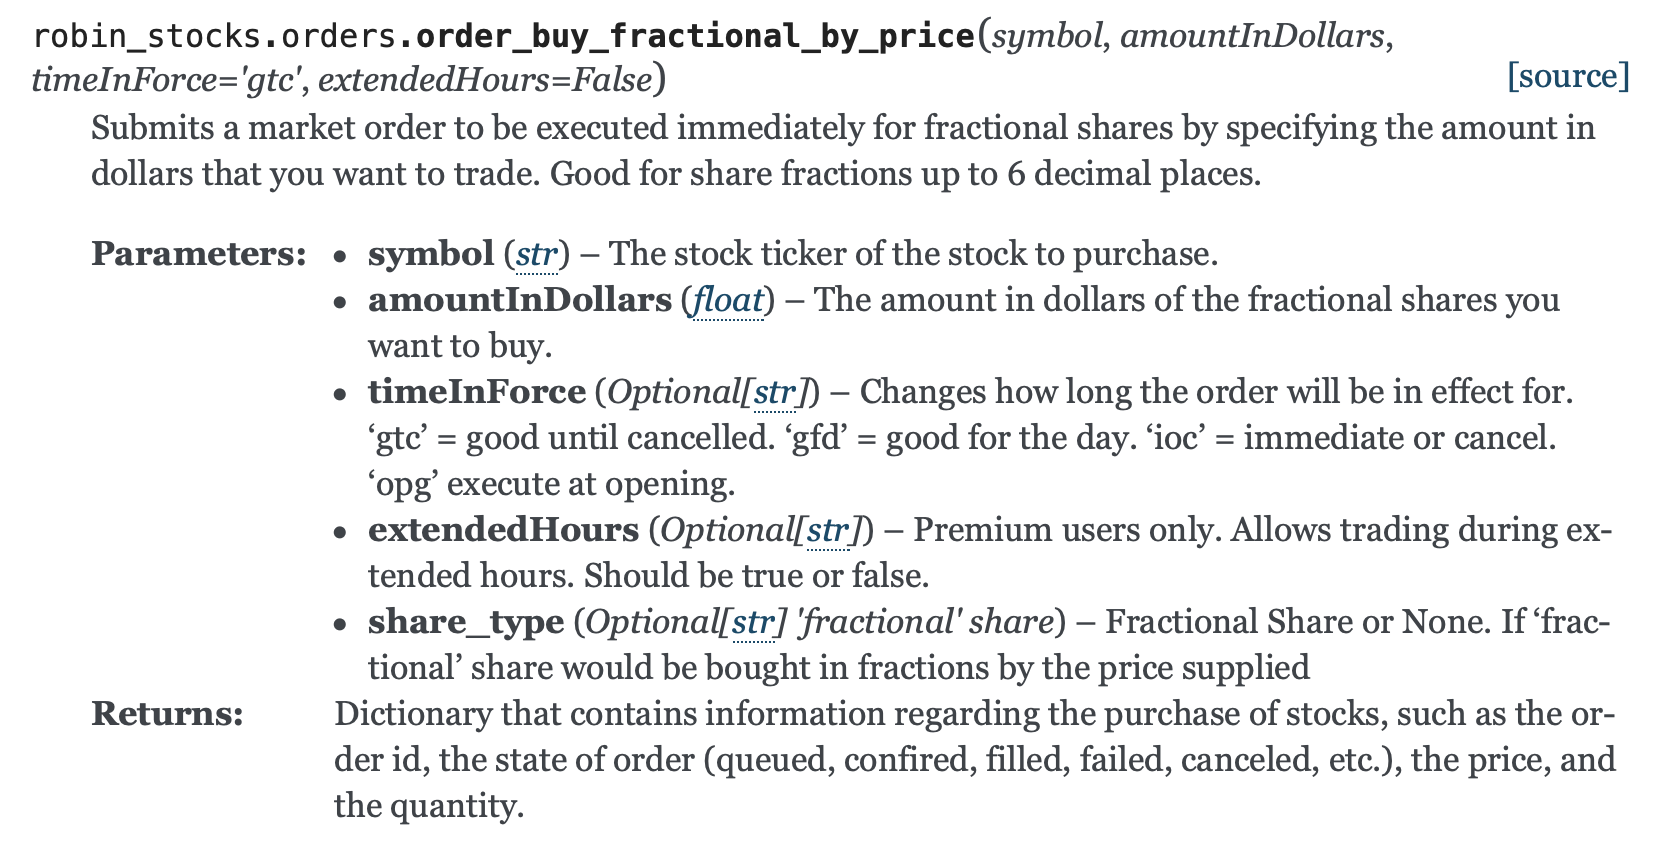 robin_stocks.orders.order_buy_fractional_by_price(symbol, amountInDollars,
timeInForce='gtc', extendedHours=False) [source]
Submits a market order to be executed immediately for fractional shares by specifying the amount in
dollars that you want to trade. Good for share fractions up to 6 decimal places.
Parameters: • symbol (str) – The stock ticker of the stock to purchase.
• amountInDollars (float) – The amount in dollars of the fractional shares you
want to buy.
• timeInForce (Optional[str]) – Changes how long the order will be in effect for.
‘gtc’ = good until cancelled. ‘gfd’ = good for the day. ‘ioc’ = immediate or cancel.
‘opg’ execute at opening.
• extendedHours (Optional[str]) – Premium users only. Allows trading during ex-
tended hours. Should be true or false.
• share_type (Optional[str] 'fractional' share) – Fractional Share or None. If ‘frac-
tional’ share would be bought in fractions by the price supplied
Returns: Dictionary that contains information regarding the purchase of stocks, such as the or-
der id, the state of order (queued, confired, filled, failed, canceled, etc.), the price, and
the quantity.